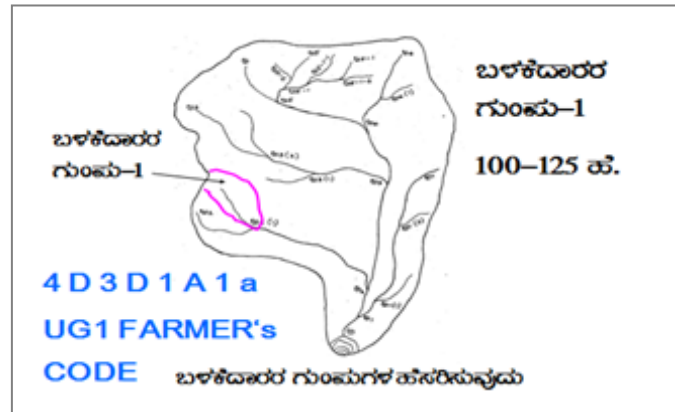 ಬಳಕೆದಾರರ
ಗುಂಪು–1
100–125 ಹೆ.
ಬಳಕೆದಾರರ
ಗುಂಪು–1
4 D 3 D 1 A 1 a
UG1 FARMER's
CODE
ಬಳಕೆದಾರರ ಗುಂಪುಗಳ ಹೆಸರಿಸುವುದು